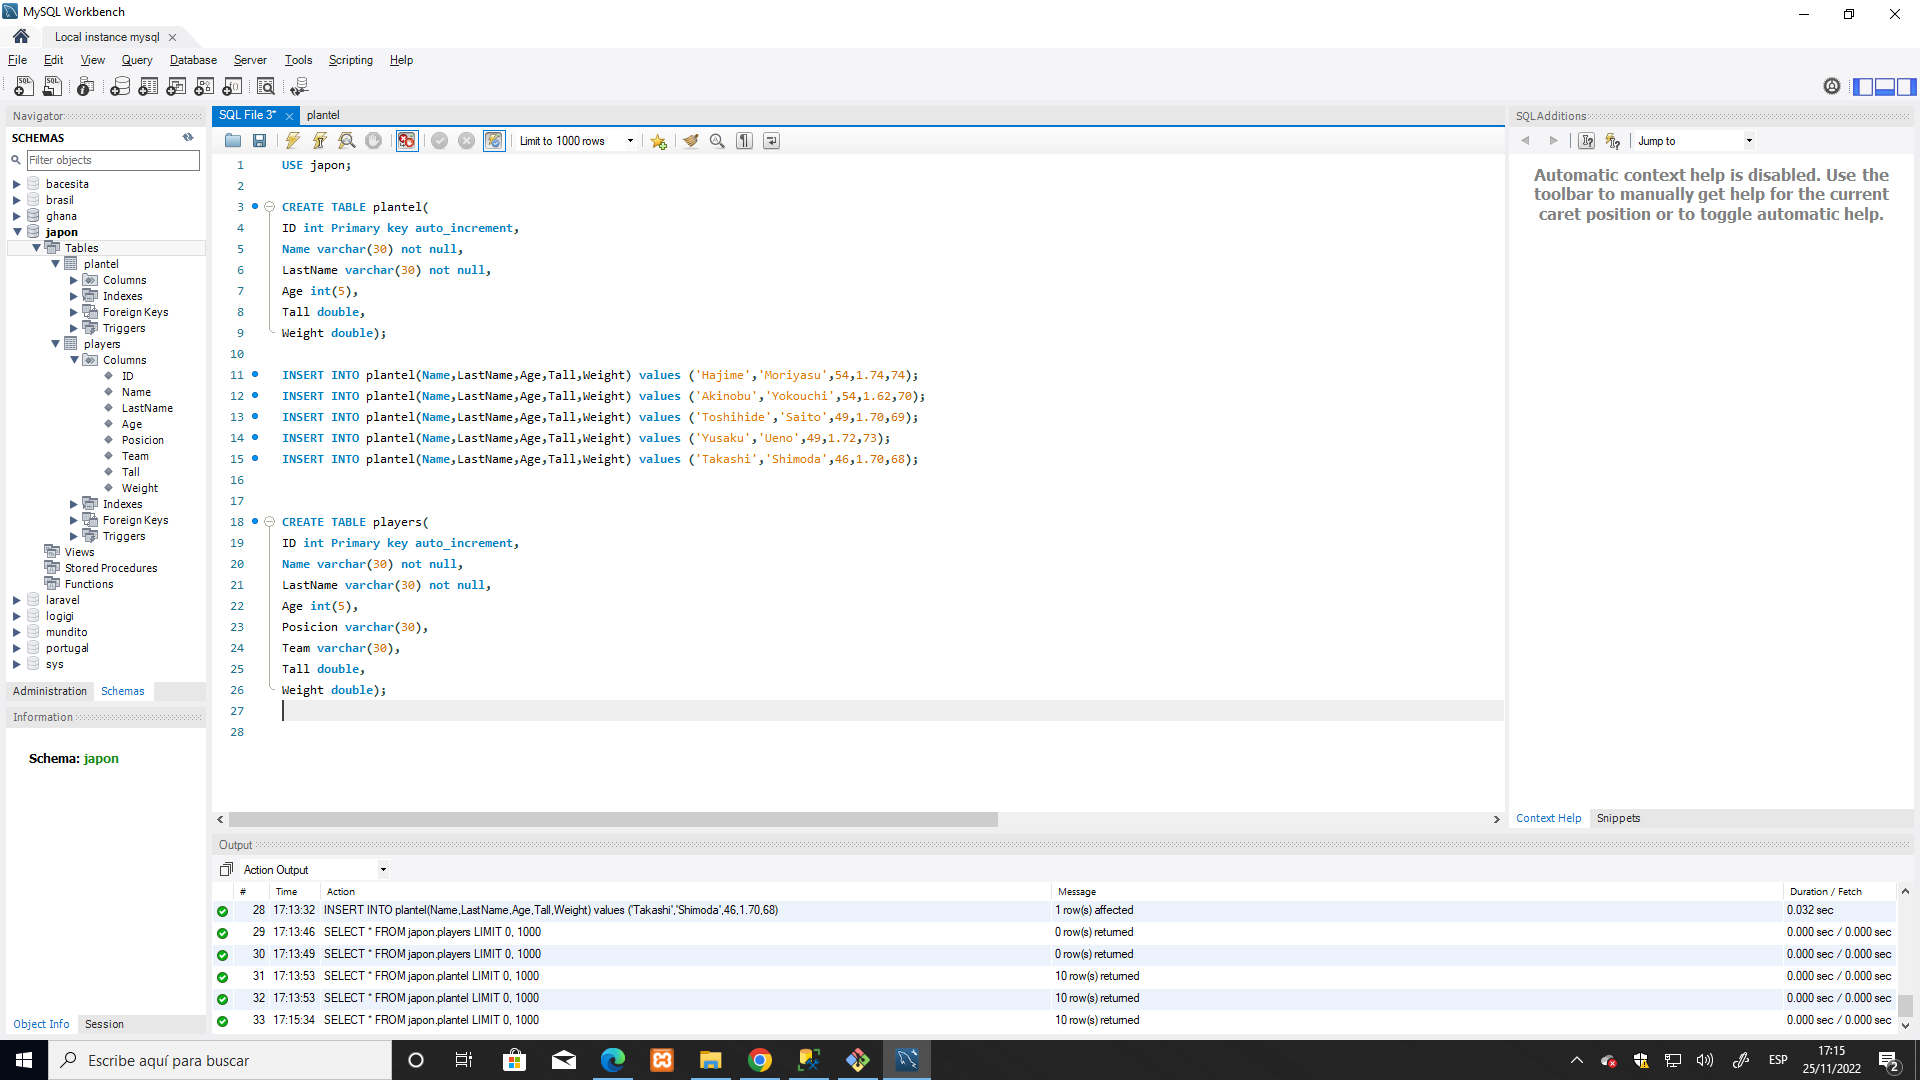 MySQL Workbench
Local instance mysql
File Edit View Query Database Server Tools Scripting Help
Navigator
SCHEMAS
Filter objects
bacesita
brasil
ghana
japon
Tables
plantel
Columns
Indexes
Foreign Keys
Triggers
players
Columns
ID
Name
LastName
Age
Posicion
Team
Tall
Weight
Indexes
Foreign Keys
Triggers
Views
Stored Procedures
Functions
laravel
logigi
mundito
portugal
sys
Administration Schemas
Information
Schema: japon
Object Info Session
SQL File 3* plantel
Limit to 1000 rows
1 USE japon;
2
3 CREATE TABLE plantel(
4 ID int Primary key auto_increment,
5 Name varchar(30) not null,
6 LastName varchar(30) not null,
7 Age int(5),
8 Tall double,
9 Weight double);
10
11 INSERT INTO plantel(Name,LastName,Age,Tall,Weight) values ('Hajime','Moriyasu',54,1.74,74);
12 INSERT INTO plantel(Name,LastName,Age,Tall,Weight) values ('Akinobu','Yokouchi',54,1.62,70);
13 INSERT INTO plantel(Name,LastName,Age,Tall,Weight) values ('Toshihide','Saito',49,1.70,69);
14 INSERT INTO plantel(Name,LastName,Age,Tall,Weight) values ('Yusaku','Ueno',49,1.72,73);
15 INSERT INTO plantel(Name,LastName,Age,Tall,Weight) values ('Takashi','Shimoda',46,1.70,68);
16
17
18 CREATE TABLE players(
19 ID int Primary key auto_increment,
20 Name varchar(30) not null,
21 LastName varchar(30) not null,
22 Age int(5),
23 Posicion varchar(30),
24 Team varchar(30),
25 Tall double,
26 Weight double);
27
28
SQLAdditions
Jump to
Automatic context help is disabled. Use the
toolbar to manually get help for the current
caret position or to toggle automatic help.
Context Help Snippets
Output
Action Output
# Time Action Message Duration / Fetch
28 17:13:32 INSERT INTO plantel(Name,LastName,Age,Tall,Weight) values ('Takashi','Shimoda',46,1.70,68) 1 row(s) affected 0.032 sec
29 17:13:46 SELECT * FROM japon.players LIMIT 0, 1000 0 row(s) returned 0.000 sec / 0.000 sec
30 17:13:49 SELECT * FROM japon.players LIMIT 0, 1000 0 row(s) returned 0.000 sec / 0.000 sec
31 17:13:53 SELECT * FROM japon.plantel LIMIT 0, 1000 10 row(s) returned 0.000 sec / 0.000 sec
32 17:13:53 SELECT * FROM japon.plantel LIMIT 0, 1000 10 row(s) returned 0.000 sec / 0.000 sec
33 17:15:34 SELECT * FROM japon.plantel LIMIT 0, 1000 10 row(s) returned 0.000 sec / 0.000 sec
Escribe aquí para buscar
ESP
17:15
25/11/2022
2